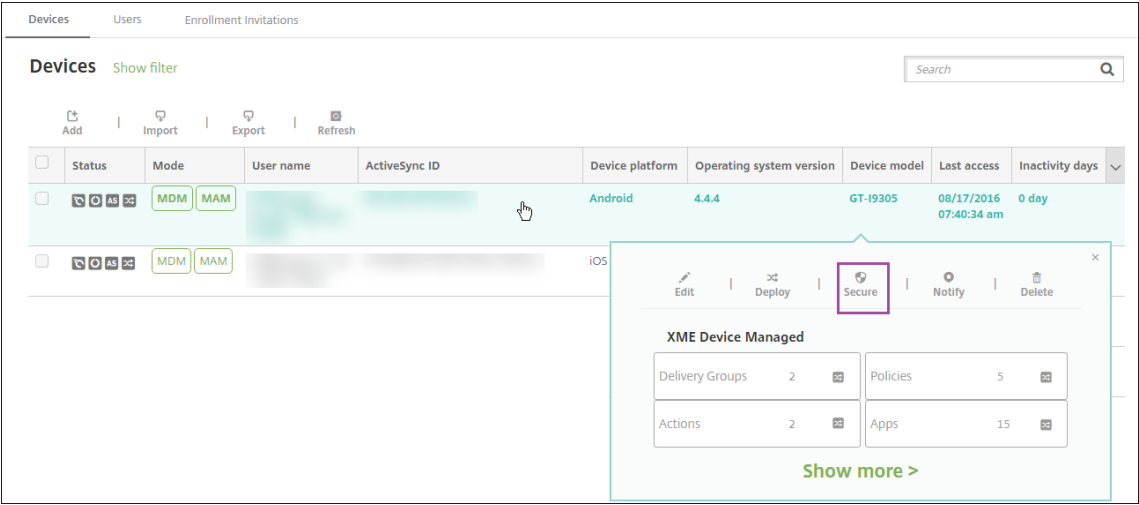 Devices Users Enrollment Invitations
Devices Show filter Search
Add | Import | Export | Refresh
Status Mode User name ActiveSync ID Device platform Operating system version Device model Last access Inactivity days
AS MDM MAM Android 4.4.4 GT-I9305 08/17/2016 0 day
07:40:34 am
AS MDM MAM iOS
×
Edit | Deploy | Secure | Notify | Delete
XME Device Managed
Delivery Groups 2 Policies 5
Actions 2 Apps 15
Show more >